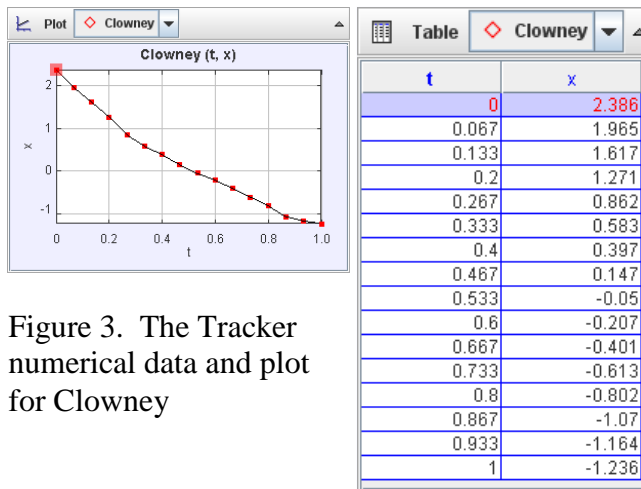 Plot Clowney
Clowney (t, x)
2
1
0
-1
x
0 0.2 0.4 0.6 0.8 1.0
t
Figure 3. The Tracker
numerical data and plot
for Clowney
Table Clowney
t x
0 2.386
0.067 1.965
0.133 1.617
0.2 1.271
0.267 0.862
0.333 0.583
0.4 0.397
0.467 0.147
0.533 -0.05
0.6 -0.207
0.667 -0.401
0.733 -0.613
0.8 -0.802
0.867 -1.07
0.933 -1.164
1 -1.236